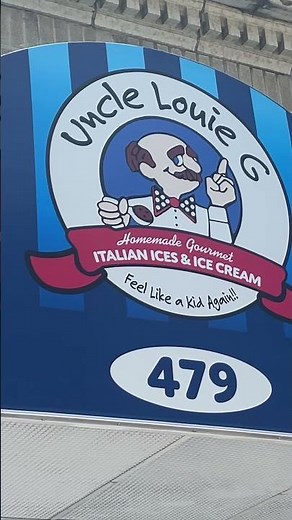 Uncle Louie G
Homemade Gourmet
ITALIAN ICES & ICE CREAM
Feel Like a Kid Again!!
479